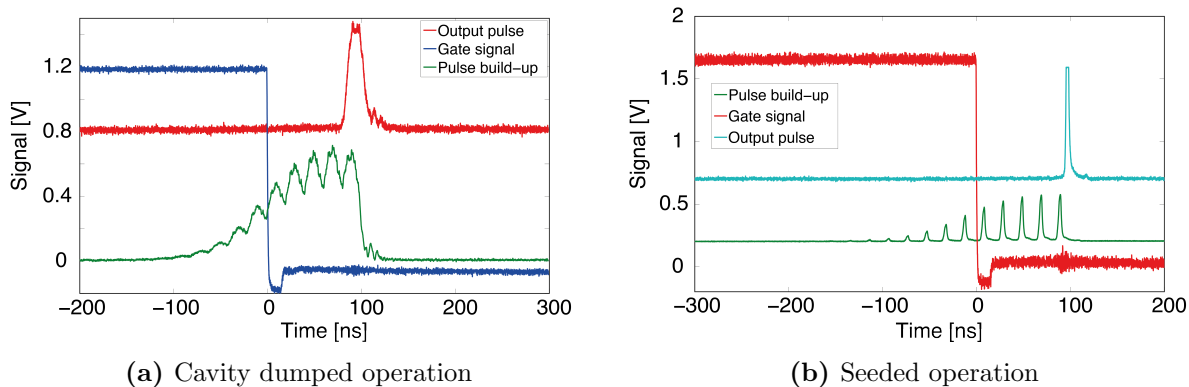 Output pulse
Gate signal
Pulse build-up
1.2
0.8
0.4
0
Signal [V]
−200 −100 0 100 200 300
Time [ns]
(a) Cavity dumped operation
2
1.5
1
0.5
0
Signal [V]
Pulse build-up
Gate signal
Output pulse
−300 −200 −100 0 100 200
Time [ns]
(b) Seeded operation